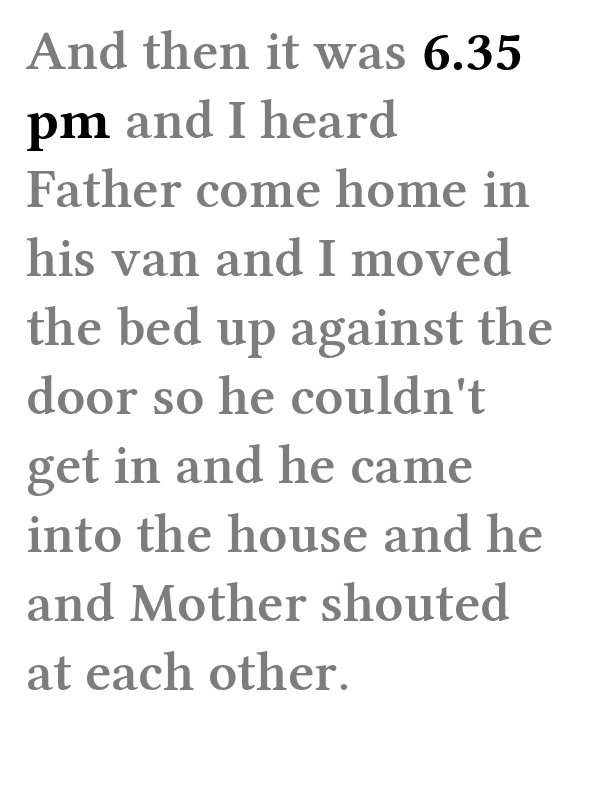 And then it was 6.35
pm and I heard
Father come home in
his van and I moved
the bed up against the
door so he couldn't
get in and he came
into the house and he
and Mother shouted
at each other.